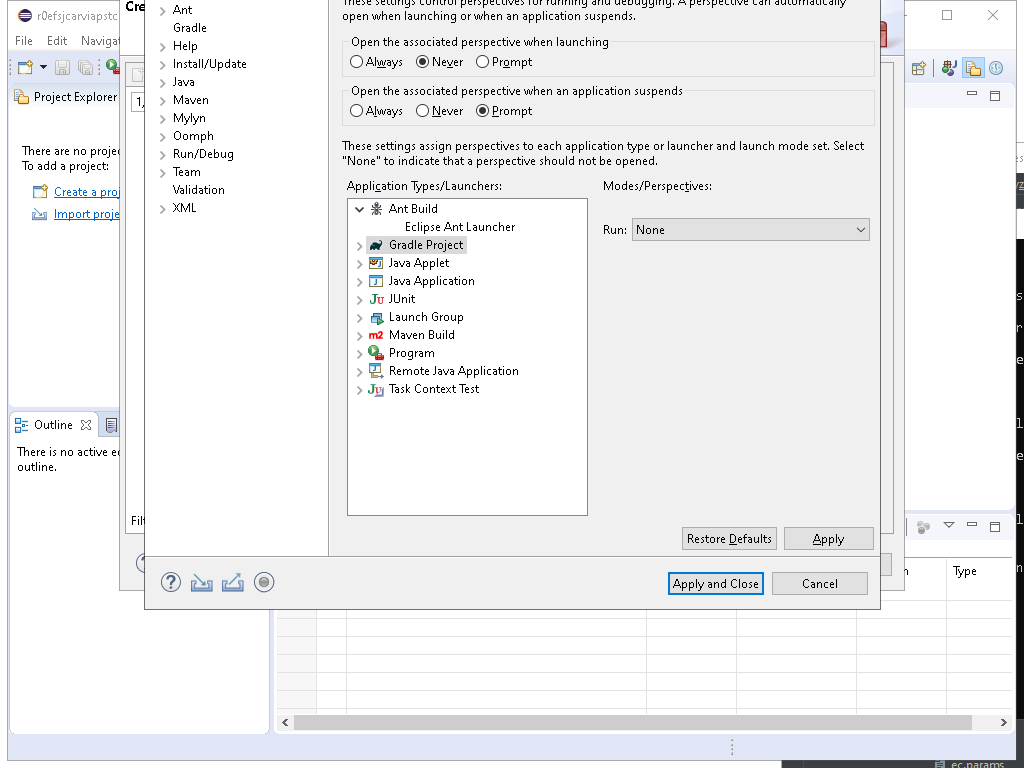 r0efsjcarviapstc
File Edit Navigat
Project Explorer
There are no proje
To add a project:
Create a proj
Import proje
Outline
There is no active ed
outline.
Cre
1,
Filt
Ant
Gradle
Help
Install/Update
Java
Maven
Mylyn
Oomph
Run/Debug
Team
Validation
XML
These settings control perspectives for running and debugging. A perspective can automatically
open when launching or when an application suspends.
Open the associated perspective when launching
Always Never Prompt
Open the associated perspective when an application suspends
Always Never Prompt
These settings assign perspectives to each application type or launcher and launch mode set. Select
"None" to indicate that a perspective should not be opened.
Application Types/Launchers:
Modes/Perspectives:
Ant Build
Eclipse Ant Launcher
Gradle Project
Java Applet
Java Application
JUnit
Launch Group
Maven Build
Program
Remote Java Application
Task Context Test
Run: None
Restore Defaults
Apply
Apply and Close
Cancel
Type
ec.params